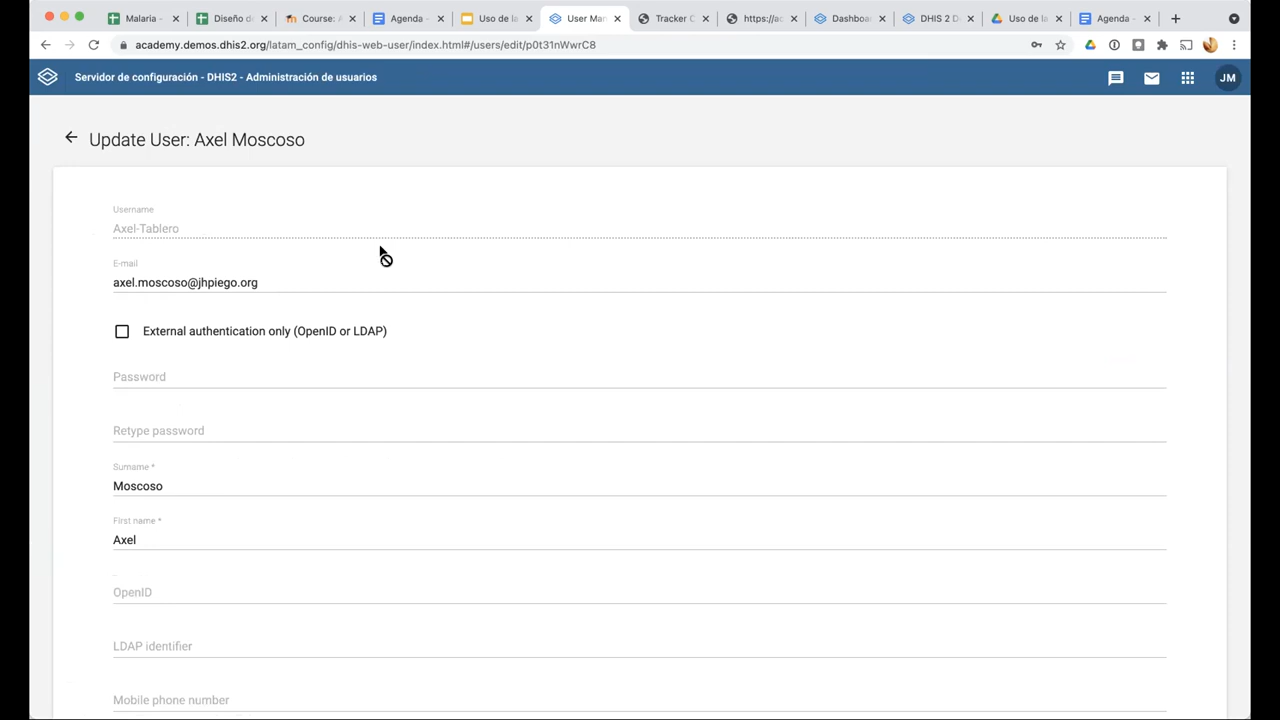 Malaria –
Diseño d
Course: A
Agenda –
Uso de la
User Man
Tracker C
https://ac
Dashboa
DHIS 2 D
Uso de la
Agenda –
academy.demos.dhis2.org/latam_config/dhis-web-user/index.html#/users/edit/p0t31nWwrC8
Servidor de configuración - DHIS2 - Administración de usuarios
JM
Update User: Axel Moscoso
Username
Axel-Tablero
E-mail
axel.moscoso@jhpiego.org
External authentication only (OpenID or LDAP)
Password
Retype password
Surname *
Moscoso
First name *
Axel
OpenID
LDAP identifier
Mobile phone number